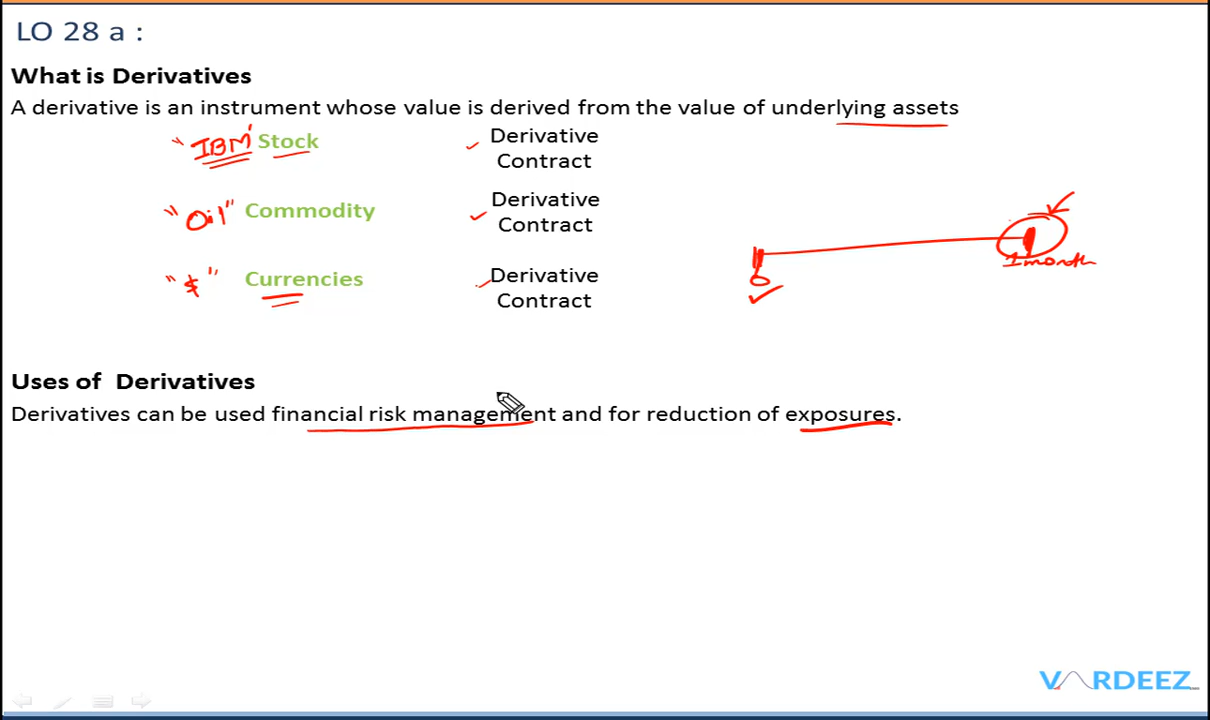 LO 28 a :
What is Derivatives
A derivative is an instrument whose value is derived from the value of underlying assets
"IBM" Stock
Derivative
Contract
"Oil" Commodity
Derivative
Contract
"$" Currencies
Derivative
Contract
0
1 month
Uses of Derivatives
Derivatives can be used financial risk management and for reduction of exposures.
VARDEEZ